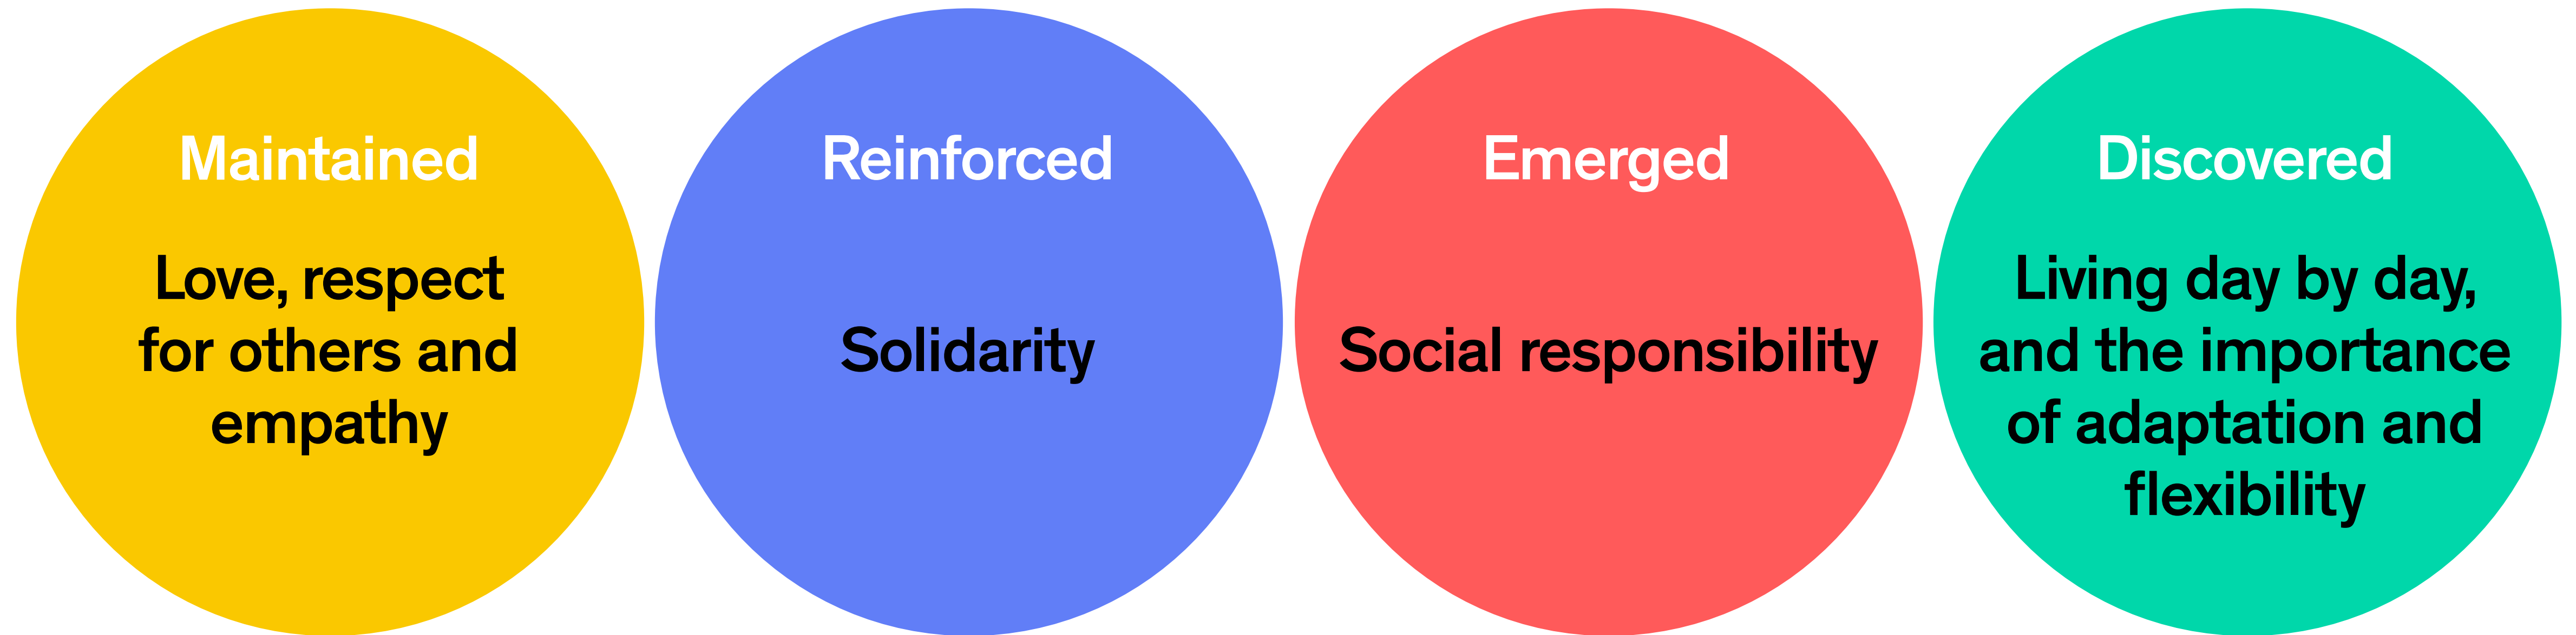 Maintained
Love, respect
for others and
empathy
Reinforced
Solidarity
Emerged
Social responsibility
Discovered
Living day by day,
and the importance
of adaptation and
flexibility